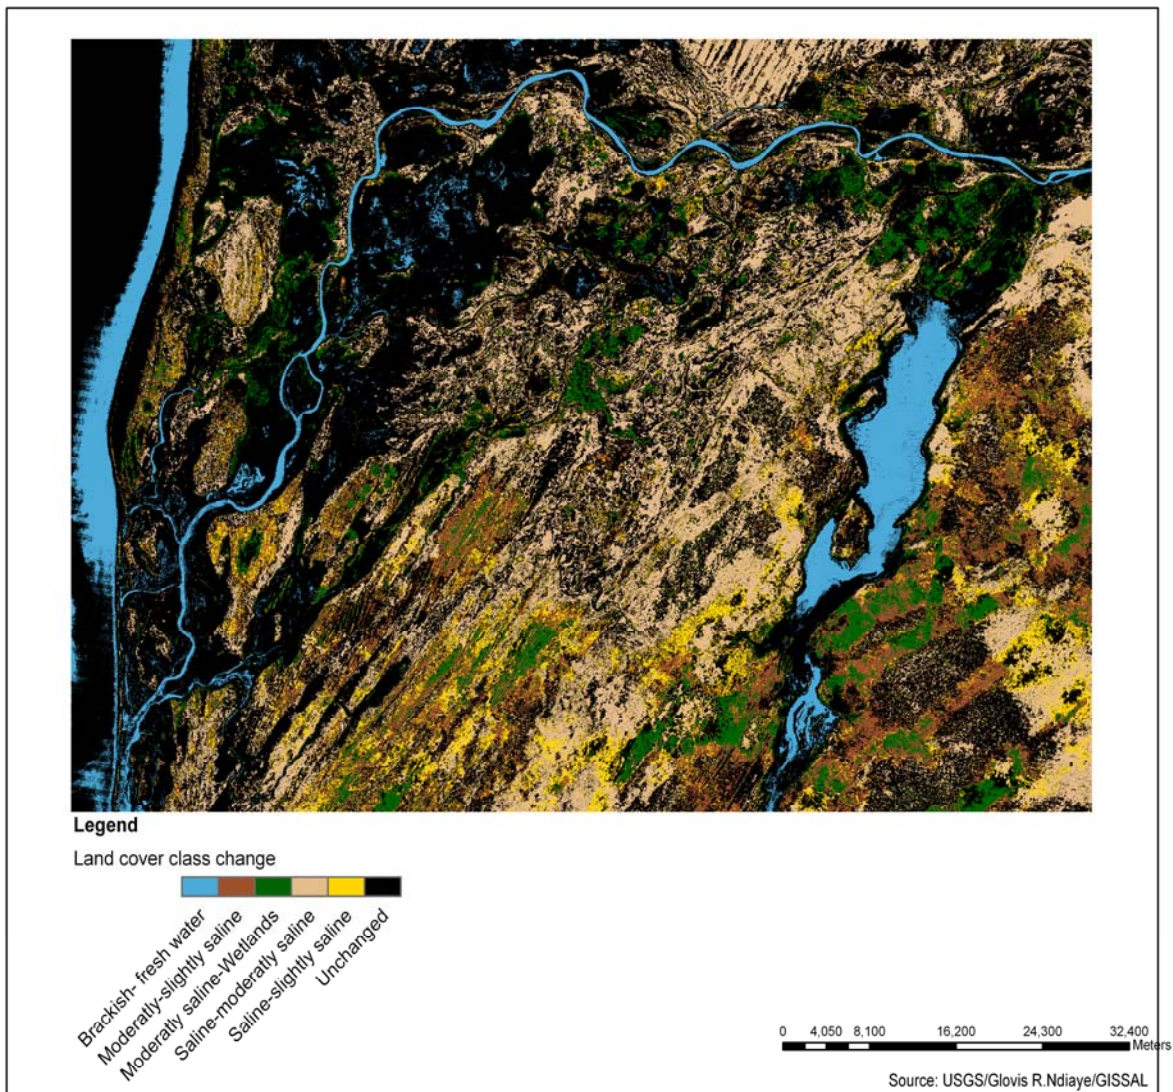 Legend
Land cover class change
Brackish- fresh water
Moderatly-slightly saline
Moderatly saline-Wetlands
Saline-moderatly saline
Saline-slightly saline
Unchanged
0 4,050 8,100 16,200 24,300 32,400
Meters
Source: USGS/Glovis R.Ndiaye/GISSAL